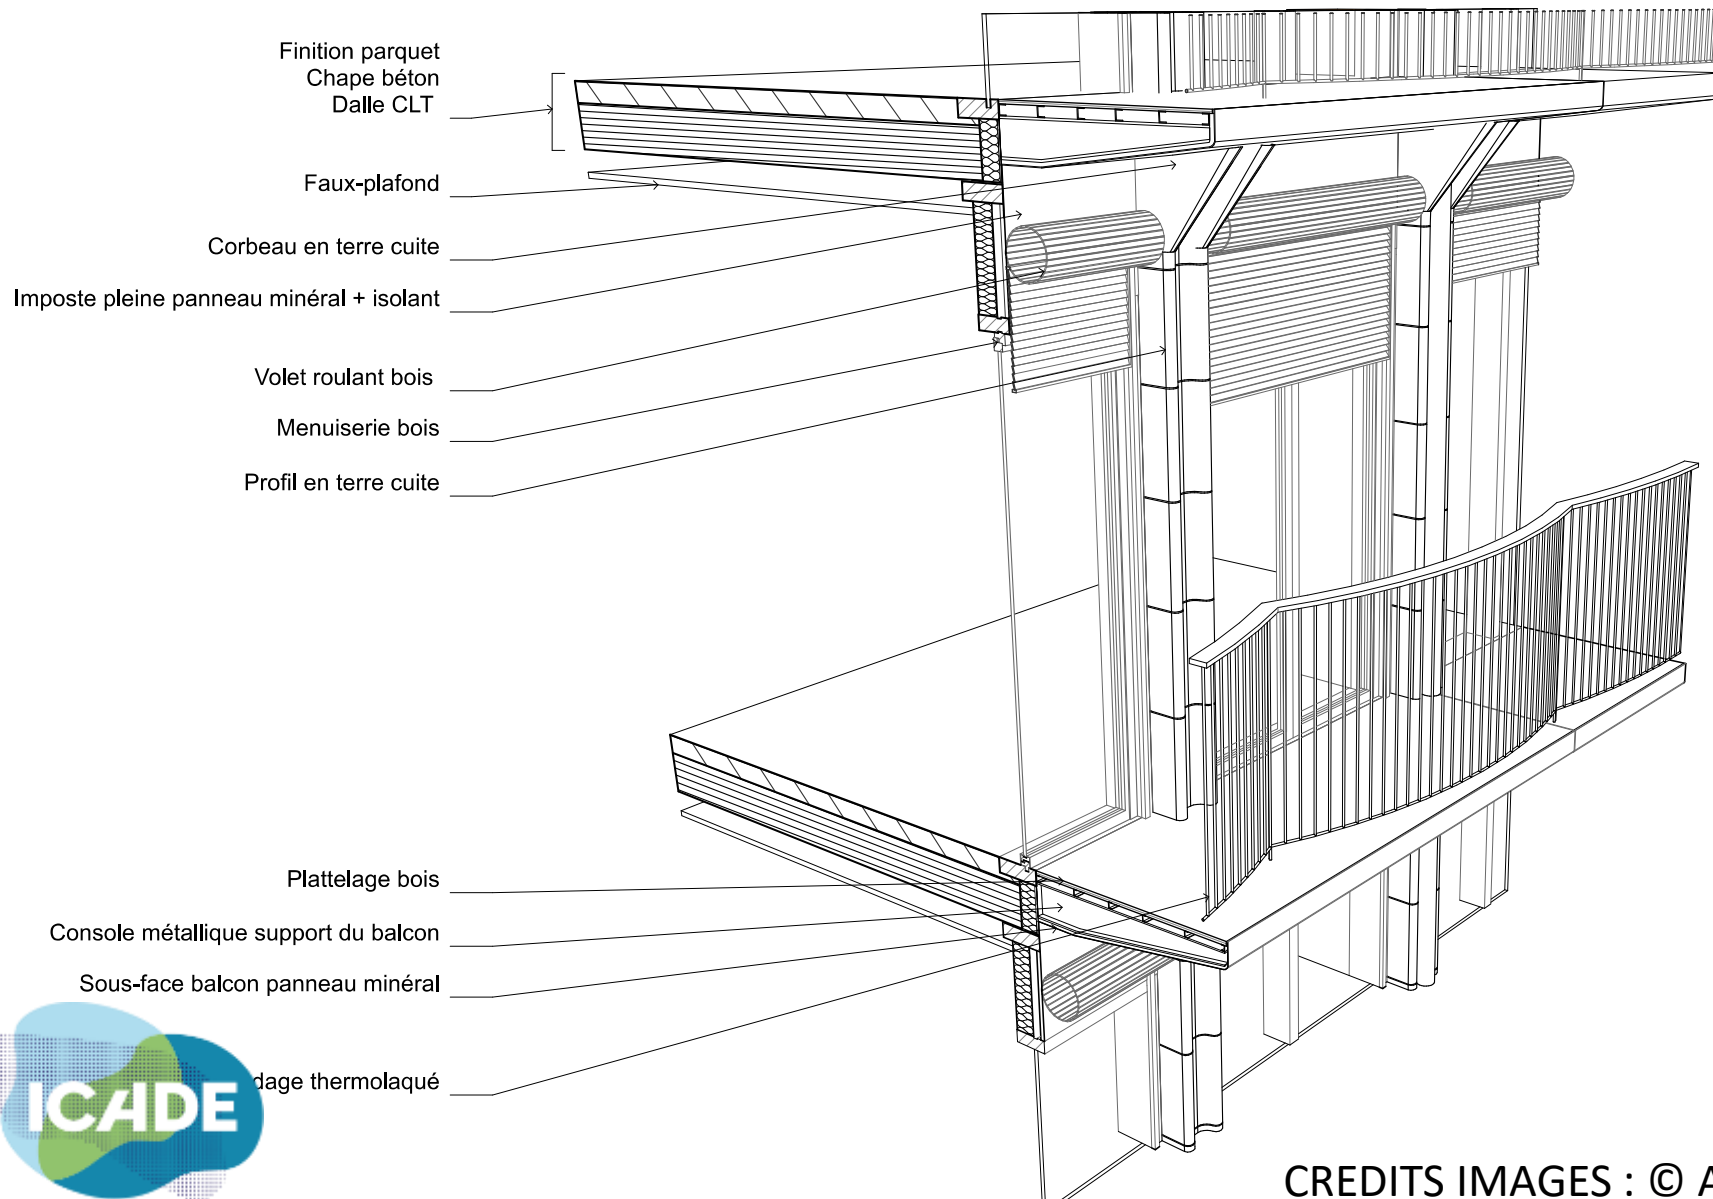 Finition parquet
Chape béton
Dalle CLT
Faux-plafond
Corbeau en terre cuite
Imposte pleine panneau minéral + isolant
Volet roulant bois
Menuiserie bois
Profil en terre cuite
Plattelage bois
Console métallique support du balcon
Sous-face balcon panneau minéral
thermolaqué
ICADE
CREDITS IMAGES : ©